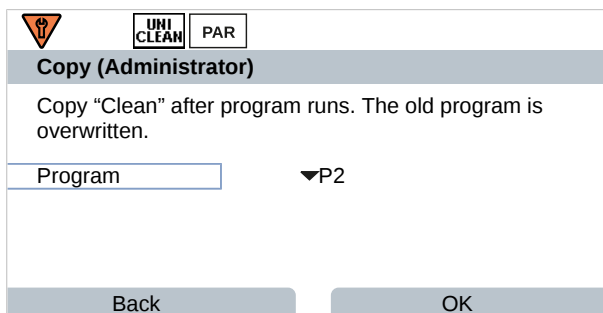 UNI
CLEAN PAR
Copy (Administrator)
Copy “Clean” after program runs. The old program is
overwritten.
Program P2
Back OK